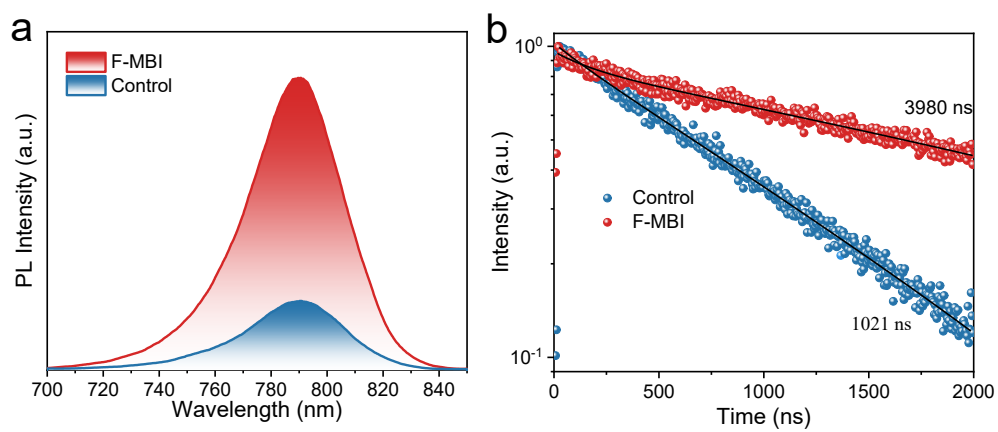 a
F-MBI
Control
PL Intensity (a.u.)
700 720 740 760 780 800 820 840
Wavelength (nm)
b
10⁰
10⁻¹
Intensity (a.u.)
3980 ns
Control
F-MBI
1021 ns
0 500 1000 1500 2000
Time (ns)